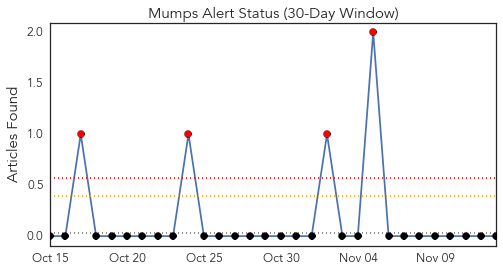 Mumps Alert Status (30-Day Window)
Articles Found
2.0
1.5
1.0
0.5
0.0
Oct 15
Oct 20
Oct 25
Oct 30
Nov 04
Nov 09